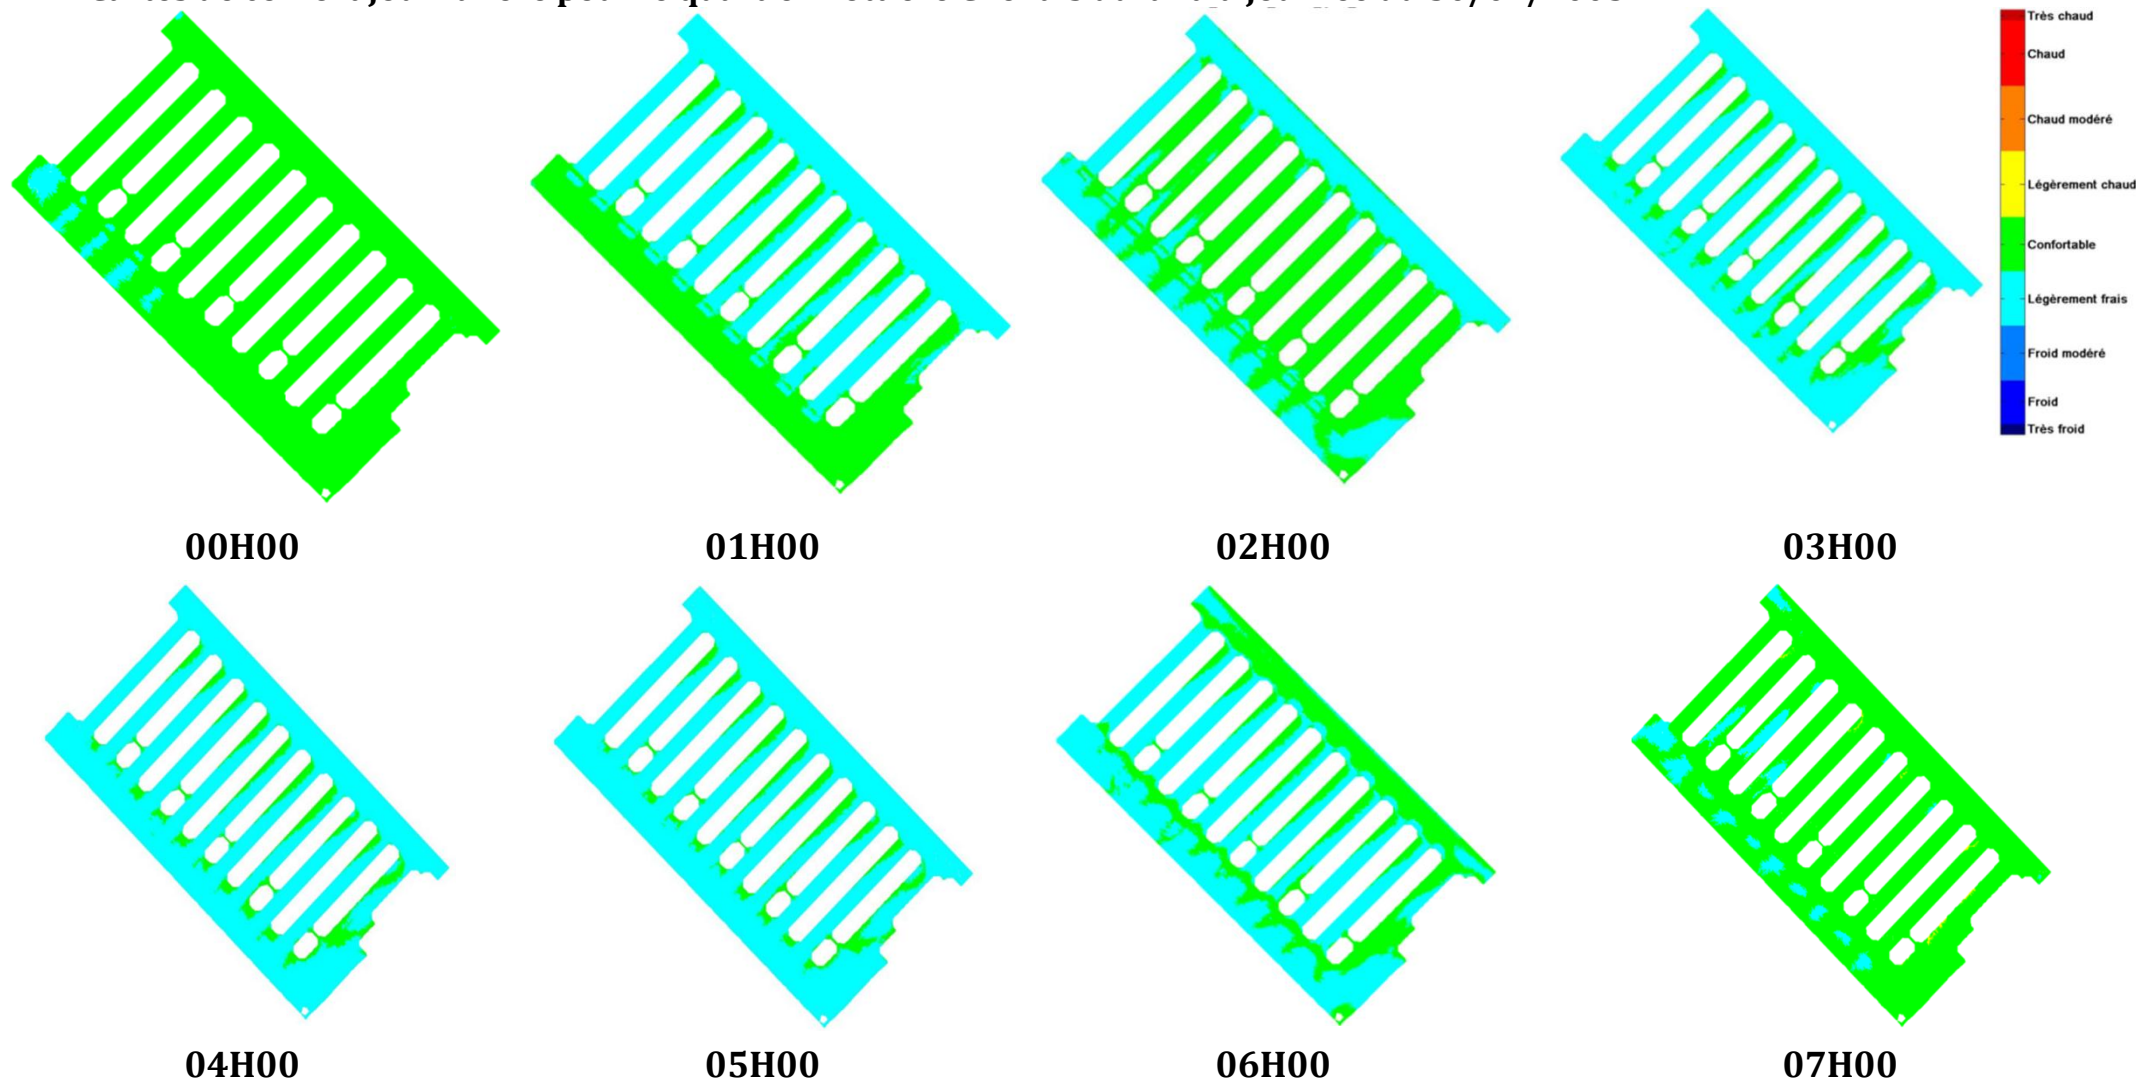 Très chaud
Chaud
Chaud modéré
Légèrement chaud
Confortable
Légèrement frais
Froid modéré
Froid
Très froid
00H00
01H00
02H00
03H00
04H00
05H00
06H00
07H00